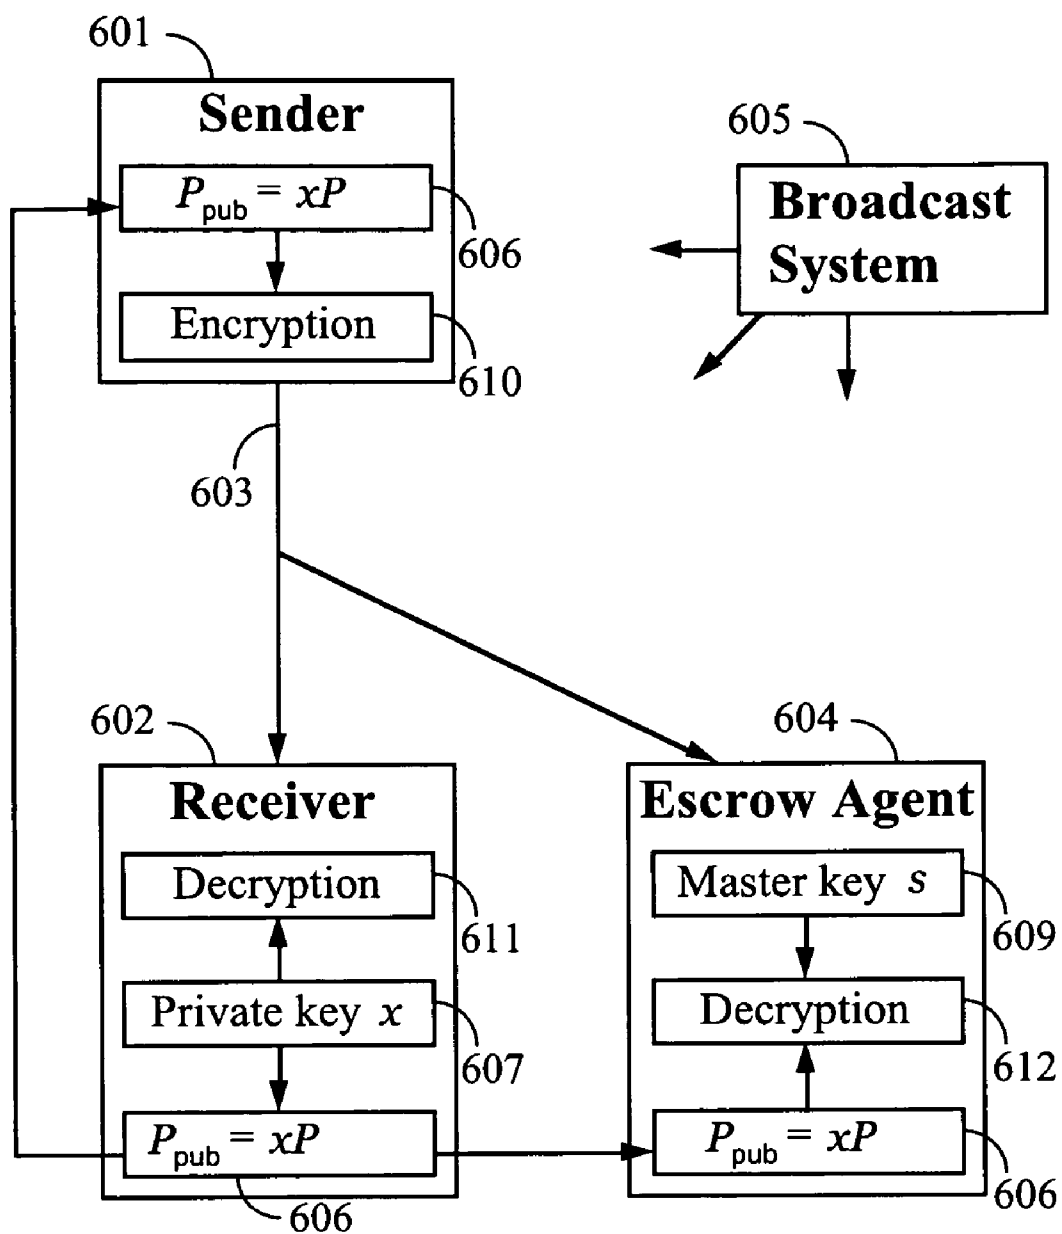 601
Sender
P_pub = xP
606
Encryption
610
605
Broadcast
System
603
602
Receiver
Decryption
611
Private key x
607
P_pub = xP
606
604
Escrow Agent
Master key s
609
Decryption
612
P_pub = xP
606